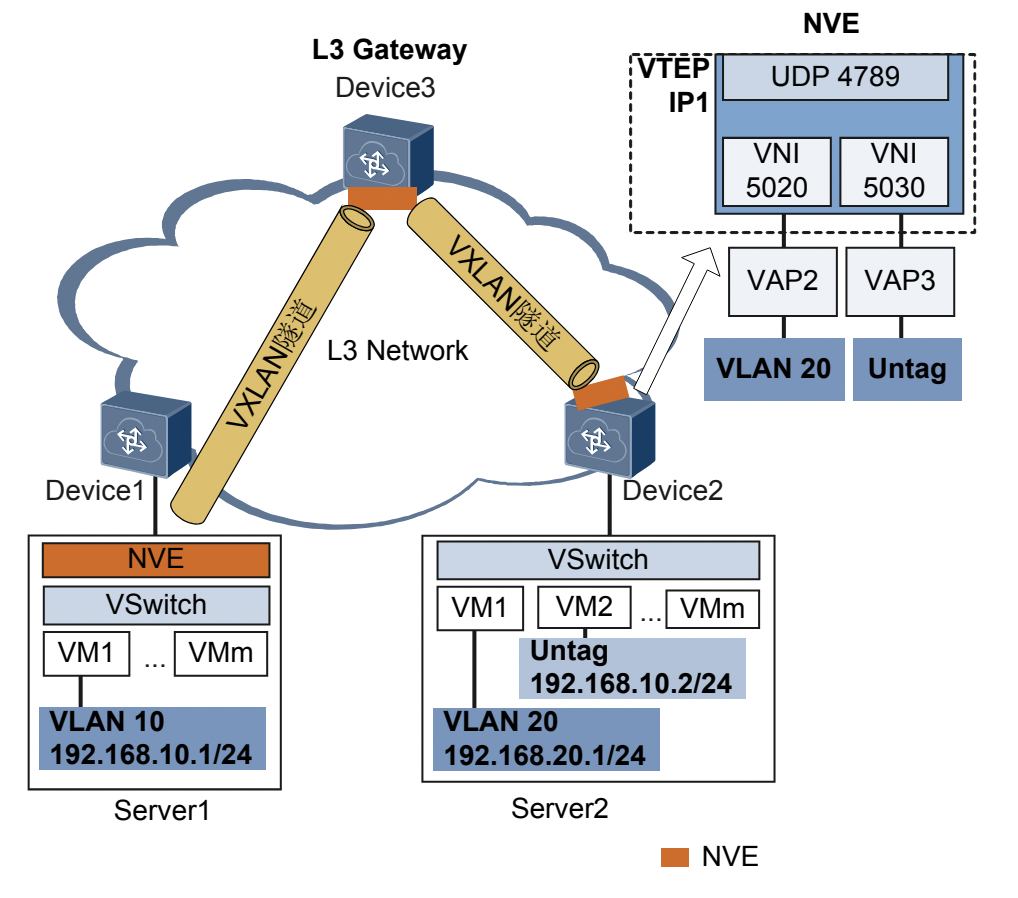 NVE
L3 Gateway
Device3
VTEP
IP1
UDP 4789
VNI
5020
VNI
5030
VAP2
VAP3
VLAN 20
Untag
VXLAN隧道
VXLAN隧道
L3 Network
Device1
Device2
NVE
VSwitch
VM1
...
VMm
VLAN 10
192.168.10.1/24
Server1
VSwitch
VM1
VM2
...
VMm
Untag
192.168.10.2/24
VLAN 20
192.168.20.1/24
Server2
NVE